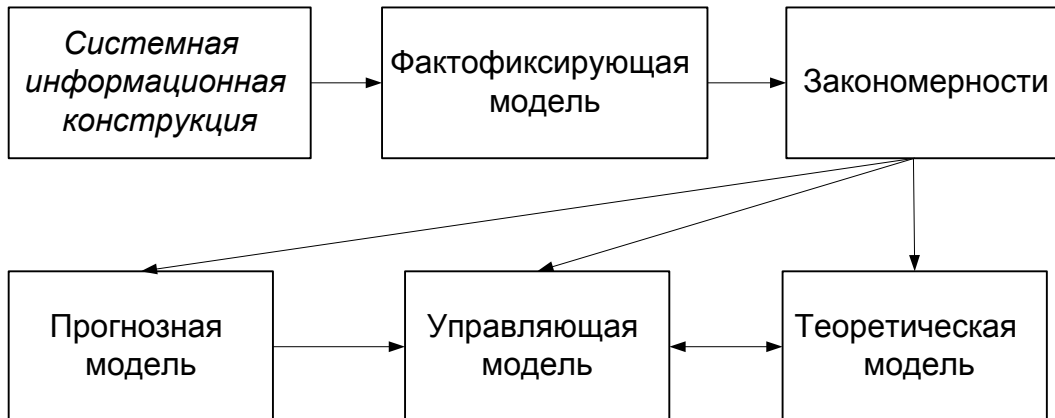 Системная
информационная
конструкция
Фактофиксирующая
модель
Закономерности
Прогнозная
модель
Управляющая
модель
Теоретическая
модель